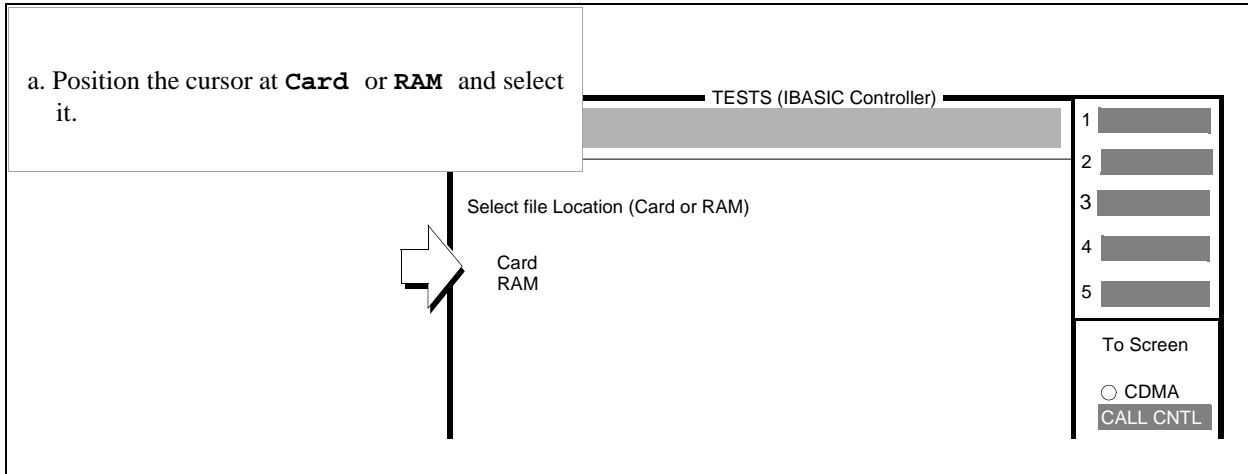 a. Position the cursor at Card or RAM and select
it.
TESTS (IBASIC Controller)
Select file Location (Card or RAM)
Card
RAM
1
2
3
4
5
To Screen
CDMA
CALL CNTL